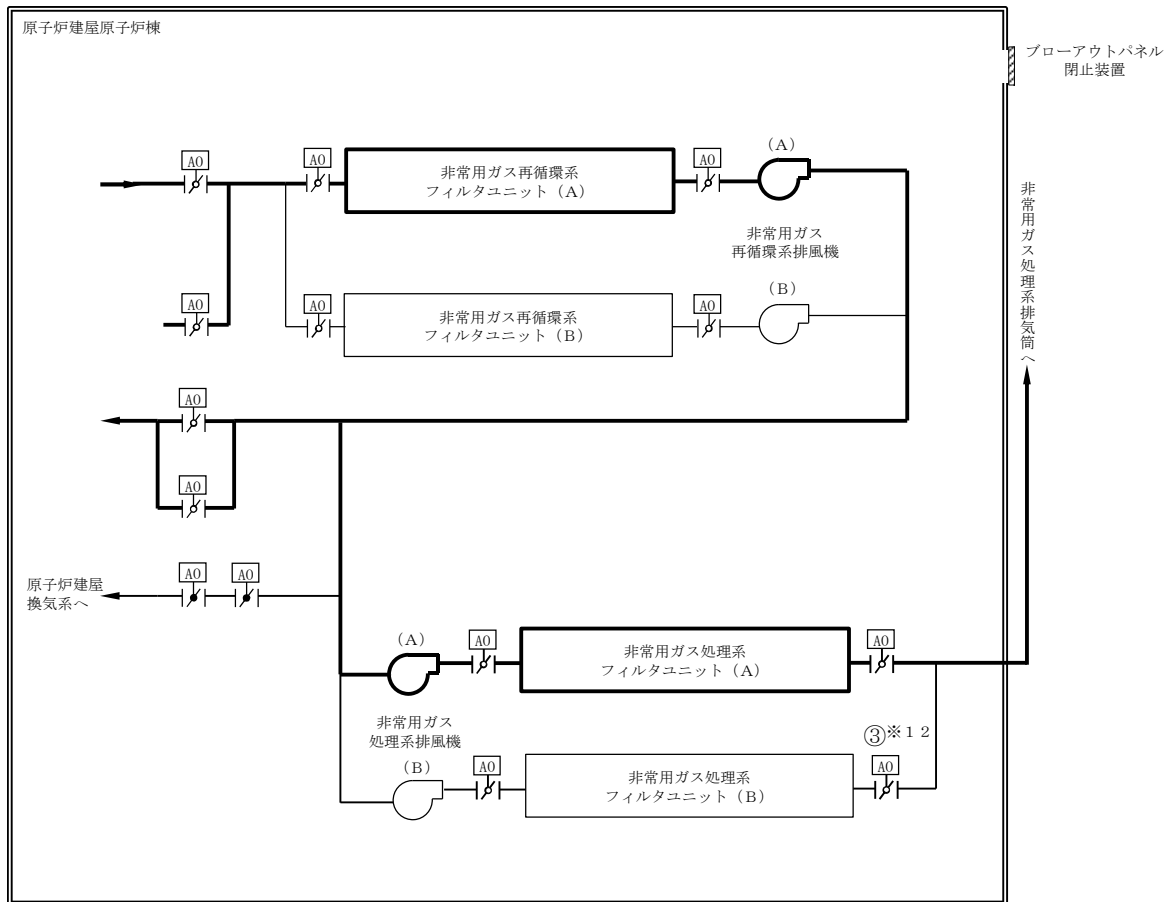 原子炉建屋原子炉棟
ブローアウトパネル
閉止装置
AO
AO
非常用ガス再循環系
フィルタユニット(A)
AO
(A)
非常用ガス
再循環系排風機
AO
AO
非常用ガス再循環系
フィルタユニット(B)
AO
(B)
非常用ガス処理系排気筒へ
AO
AO
原子炉建屋
換気系へ
AO
AO
(A)
AO
非常用ガス処理系
フィルタユニット(A)
AO
非常用ガス
処理系排風機
(B)
AO
非常用ガス処理系
フィルタユニット(B)
③※12
AO